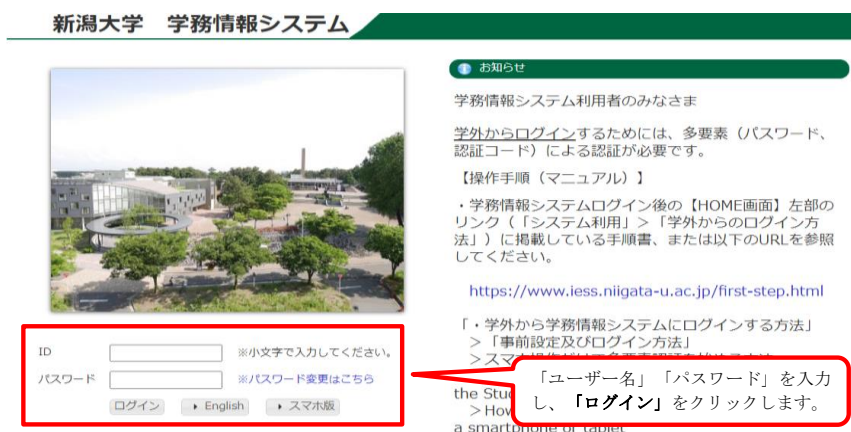 新潟大学 学務情報システム
お知らせ
学務情報システム利用者のみなさま
学外からログインするためには、多要素（パスワード、
認証コード）による認証が必要です。
【操作手順（マニュアル）】
・学務情報システムログイン後の【HOME画面】左部の
リンク（「システム利用」＞「学外からのログイン方
法」）に掲載している手順書、または以下のURLを参照
してください。
https://www.iess.niigata-u.ac.jp/first-step.html
「・学外から学務情報システムにログインする方法」
＞「事前設定及びログイン方法」
＞スマ
the Stu
＞How
a smartphone or tablet
ID ※小文字で入力してください。
パスワード ※パスワード変更はこちら
ログイン English スマホ版
「ユーザー名」「パスワード」を入力
し、「ログイン」をクリックします。